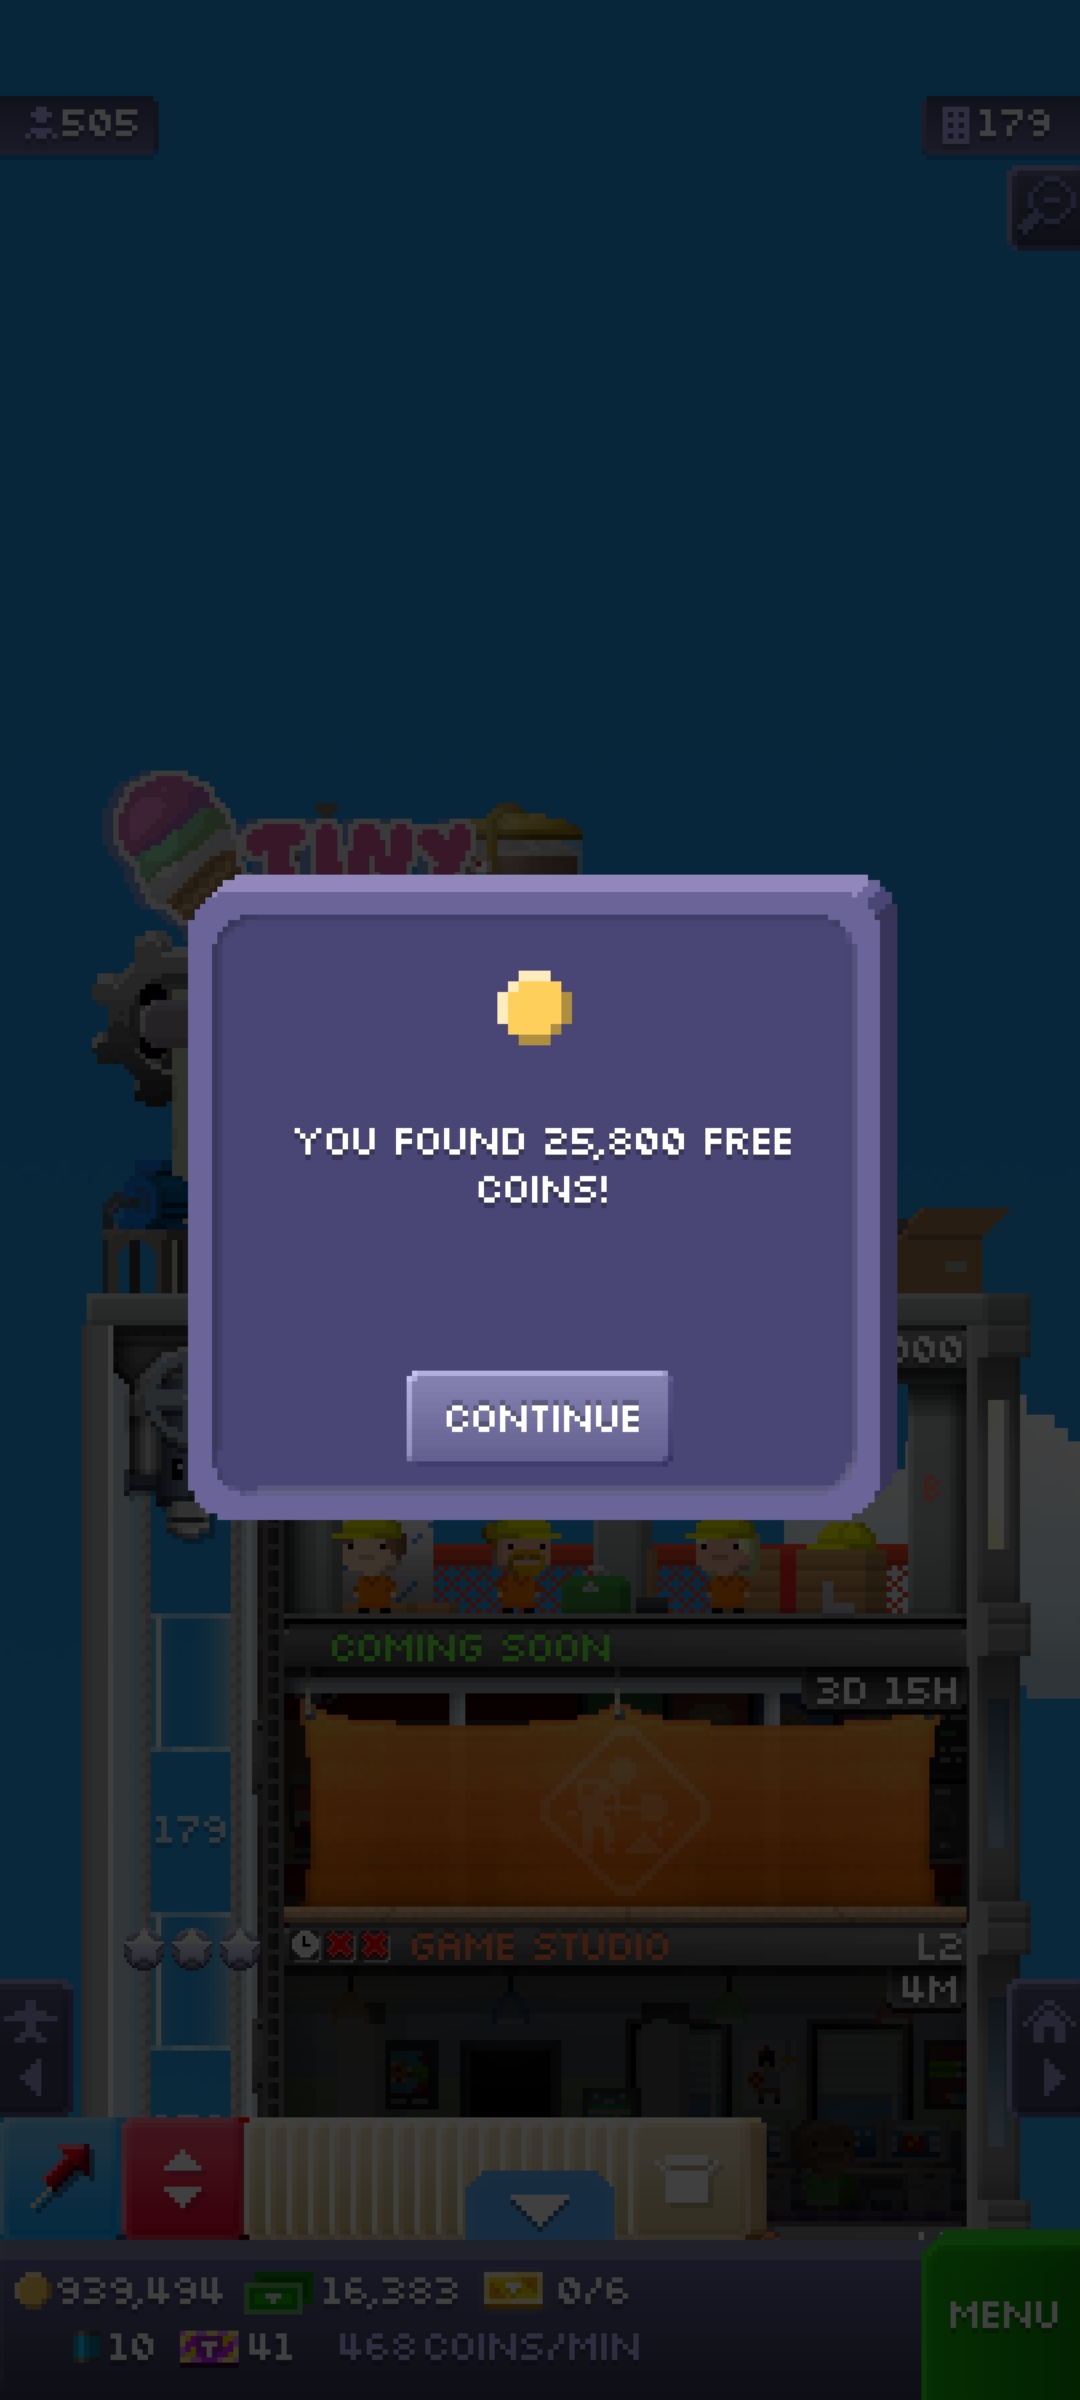 505
179
TiNY
YOU FOUND 25,800 FREE
COINS!
CONTINUE
COMING SOON
3D 15H
179
GAME STUDIO
L2
4M
939,494
16,383
0/6
10
41
468 COINS/MIN
MENU